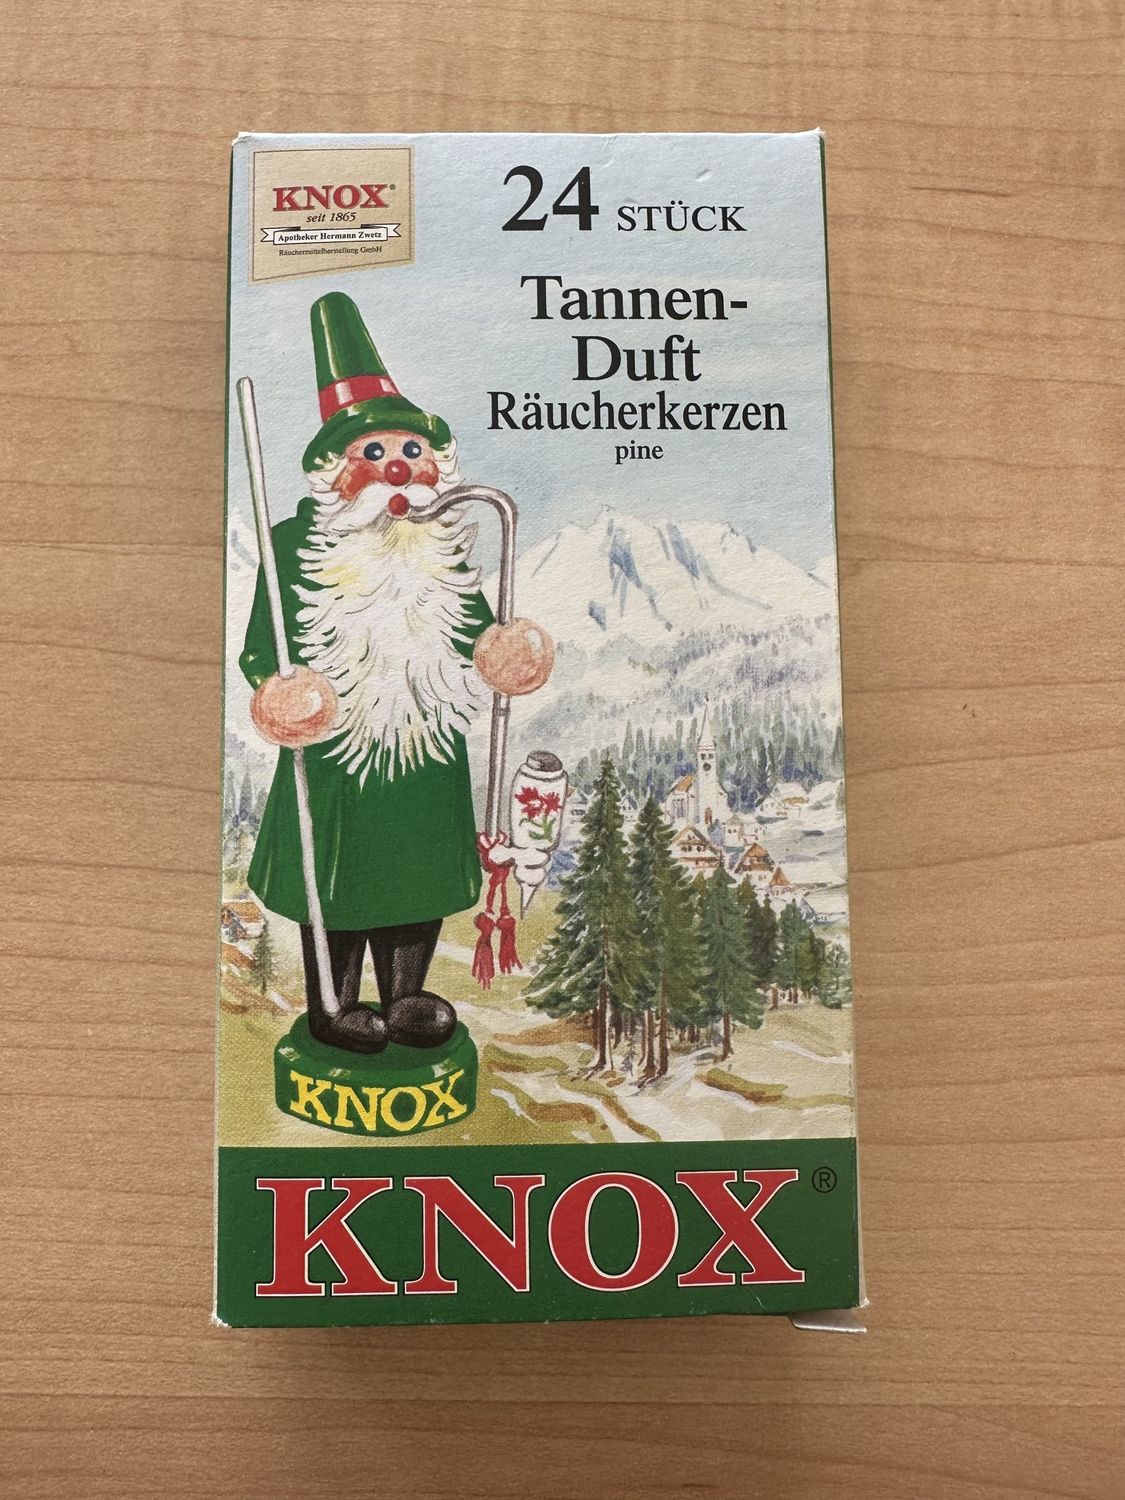 KNOX®
seit 1865
Apotheker Hermann Zwetz
Räuchermittelherstellung GmbH
24 STÜCK
Tannen-
Duft
Räucherkerzen
pine
KNOX
KNOX®